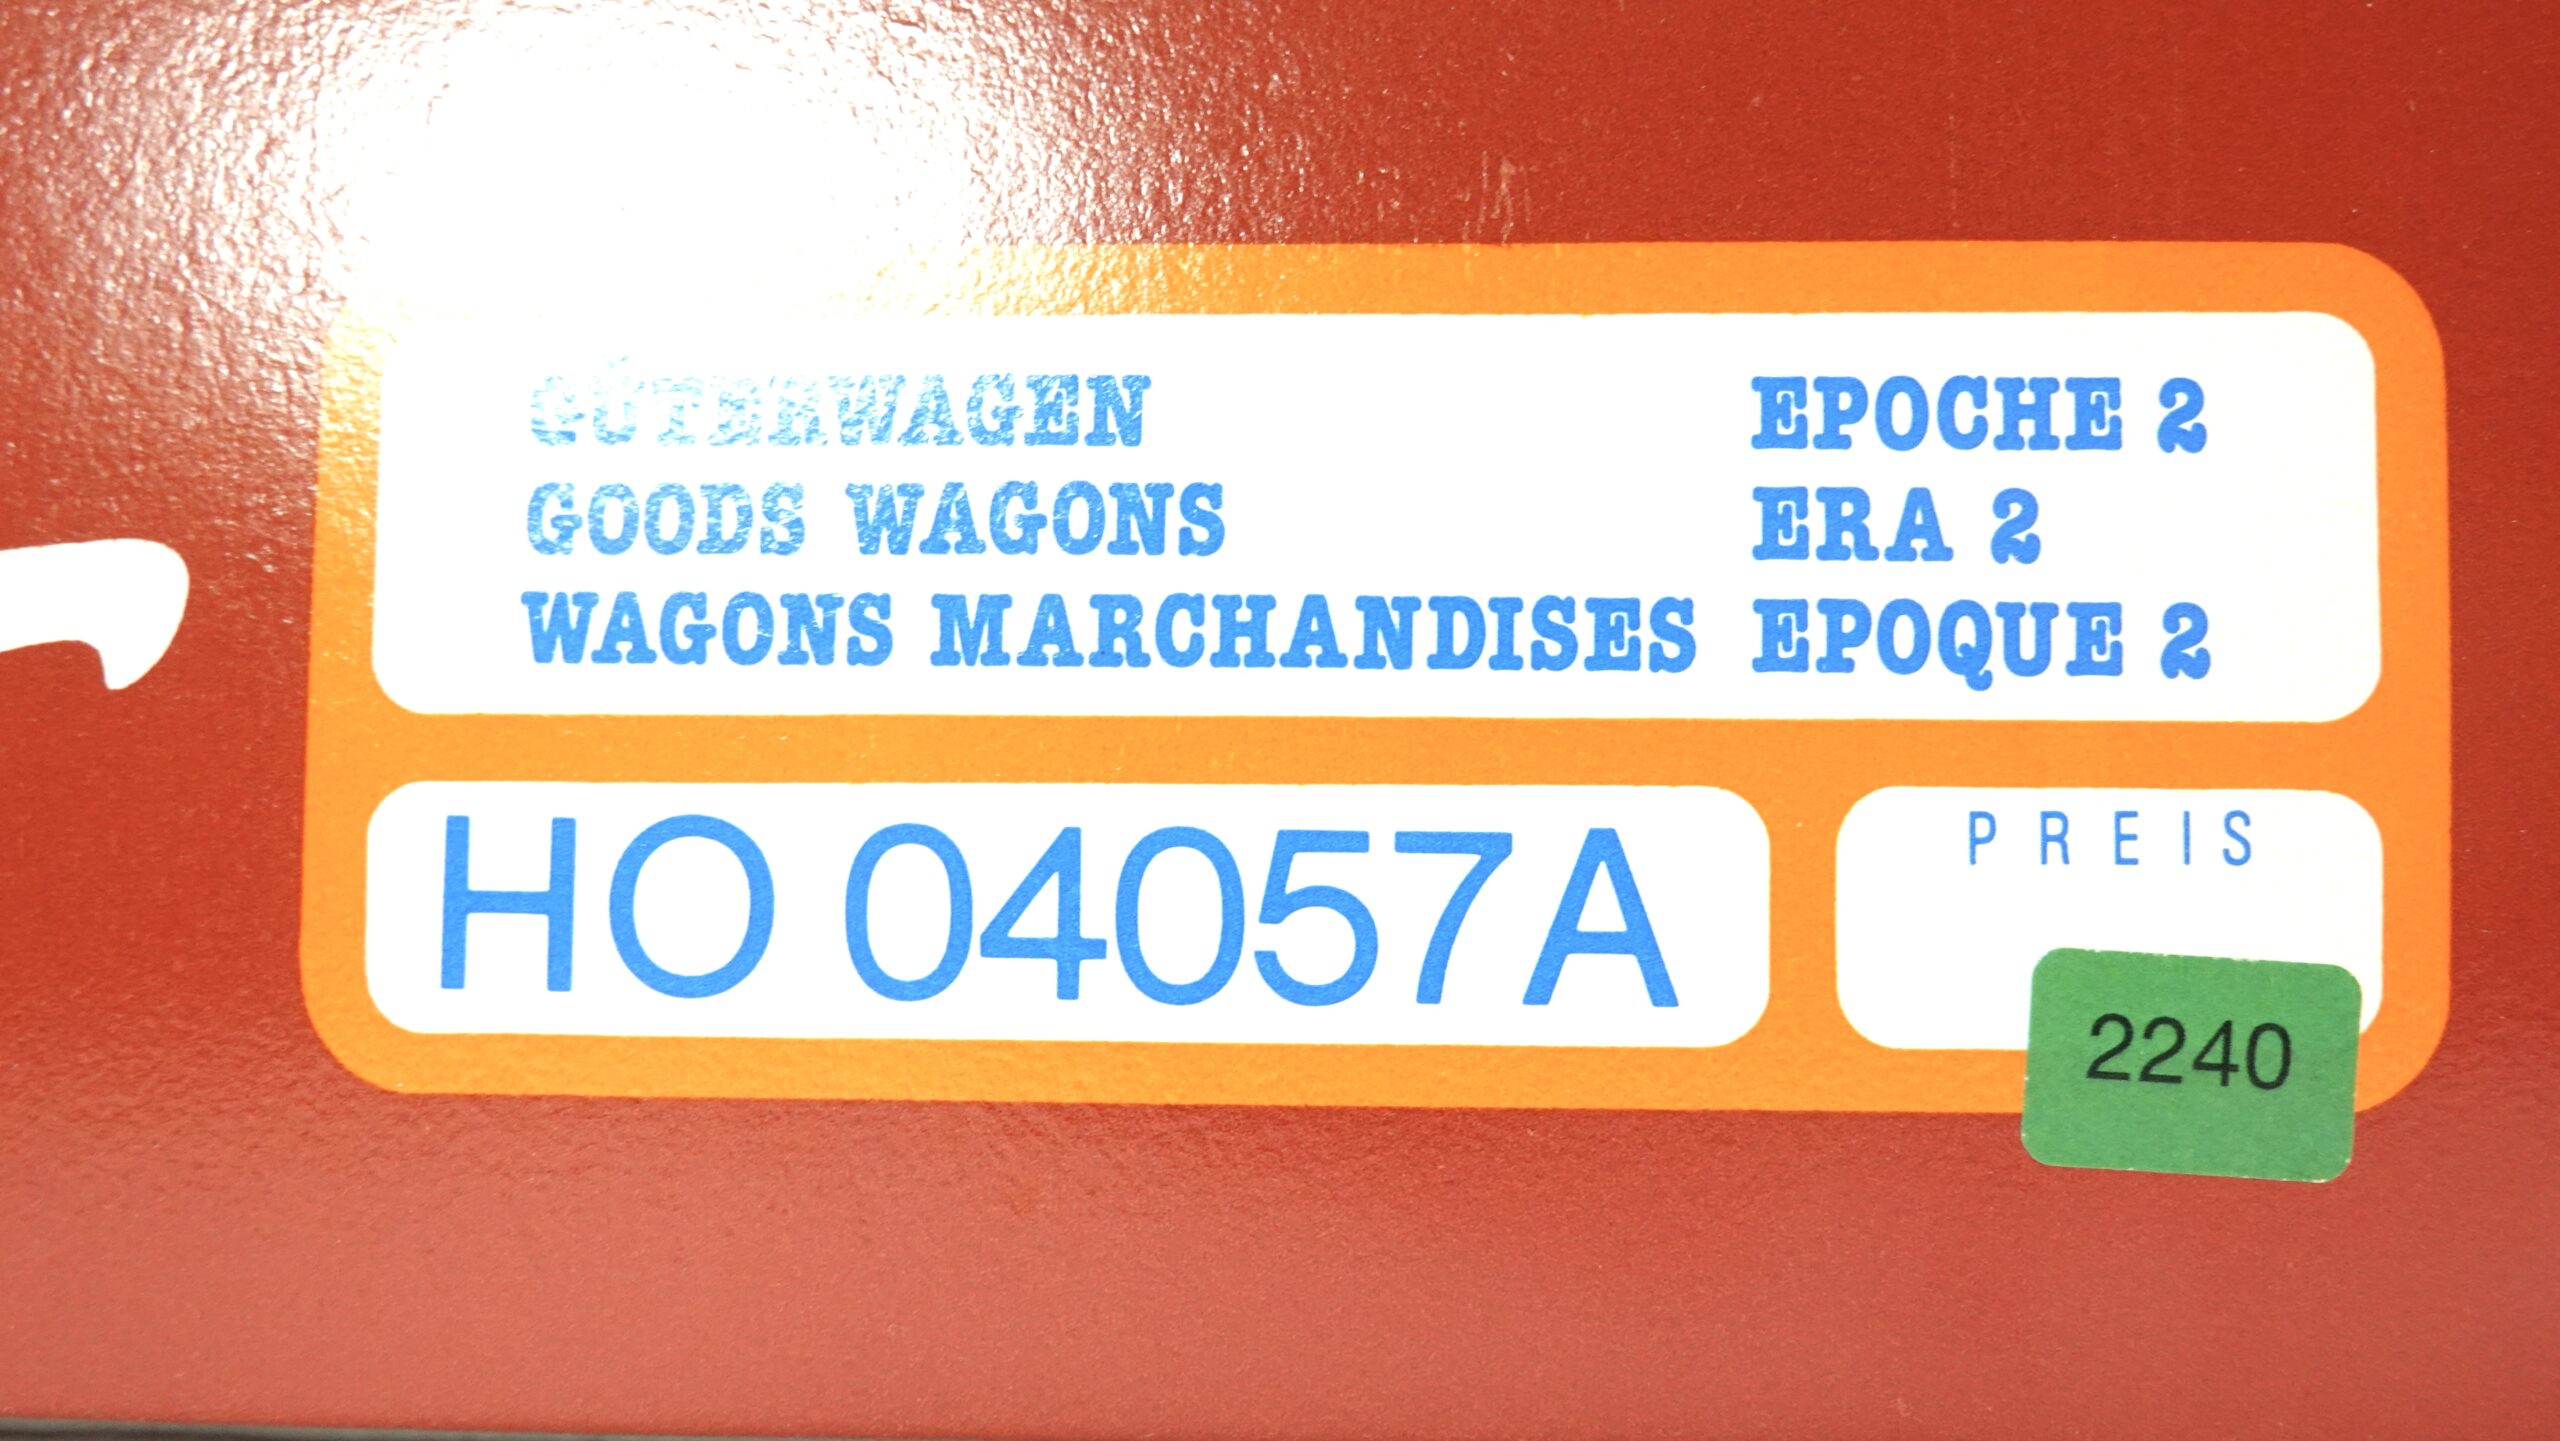 GÜTERWAGEN EPOCHE 2
GOODS WAGONS ERA 2
WAGONS MARCHANDISES EPOQUE 2
HO 04057A
PREIS
2240